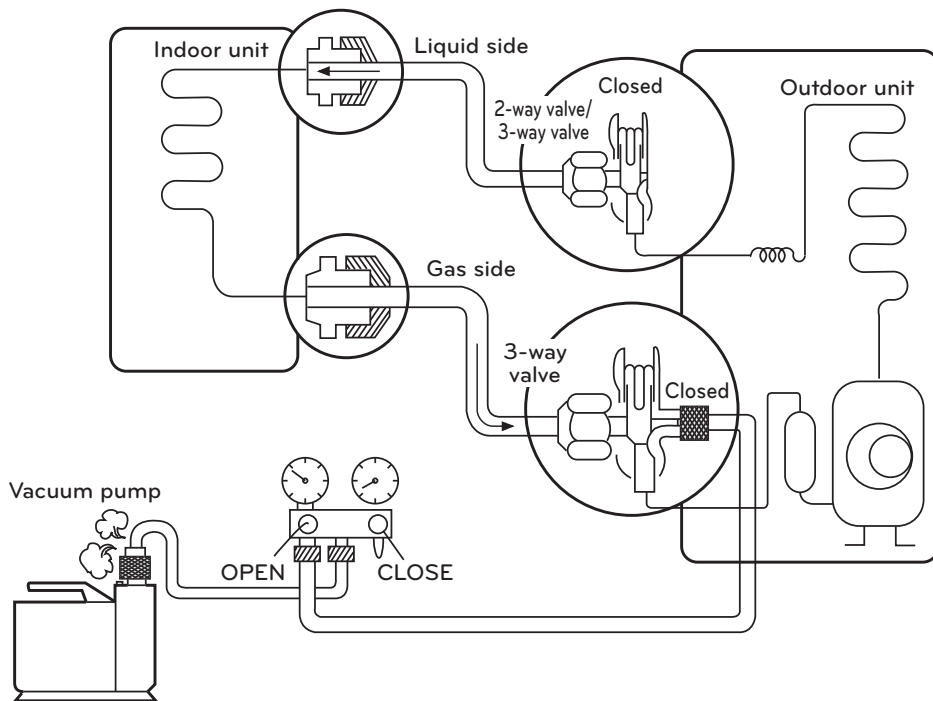 Indoor unit
Liquid side
Closed
2-way valve/
3-way valve
Outdoor unit
Gas side
3-way
valve
Closed
Vacuum pump
OPEN
CLOSE